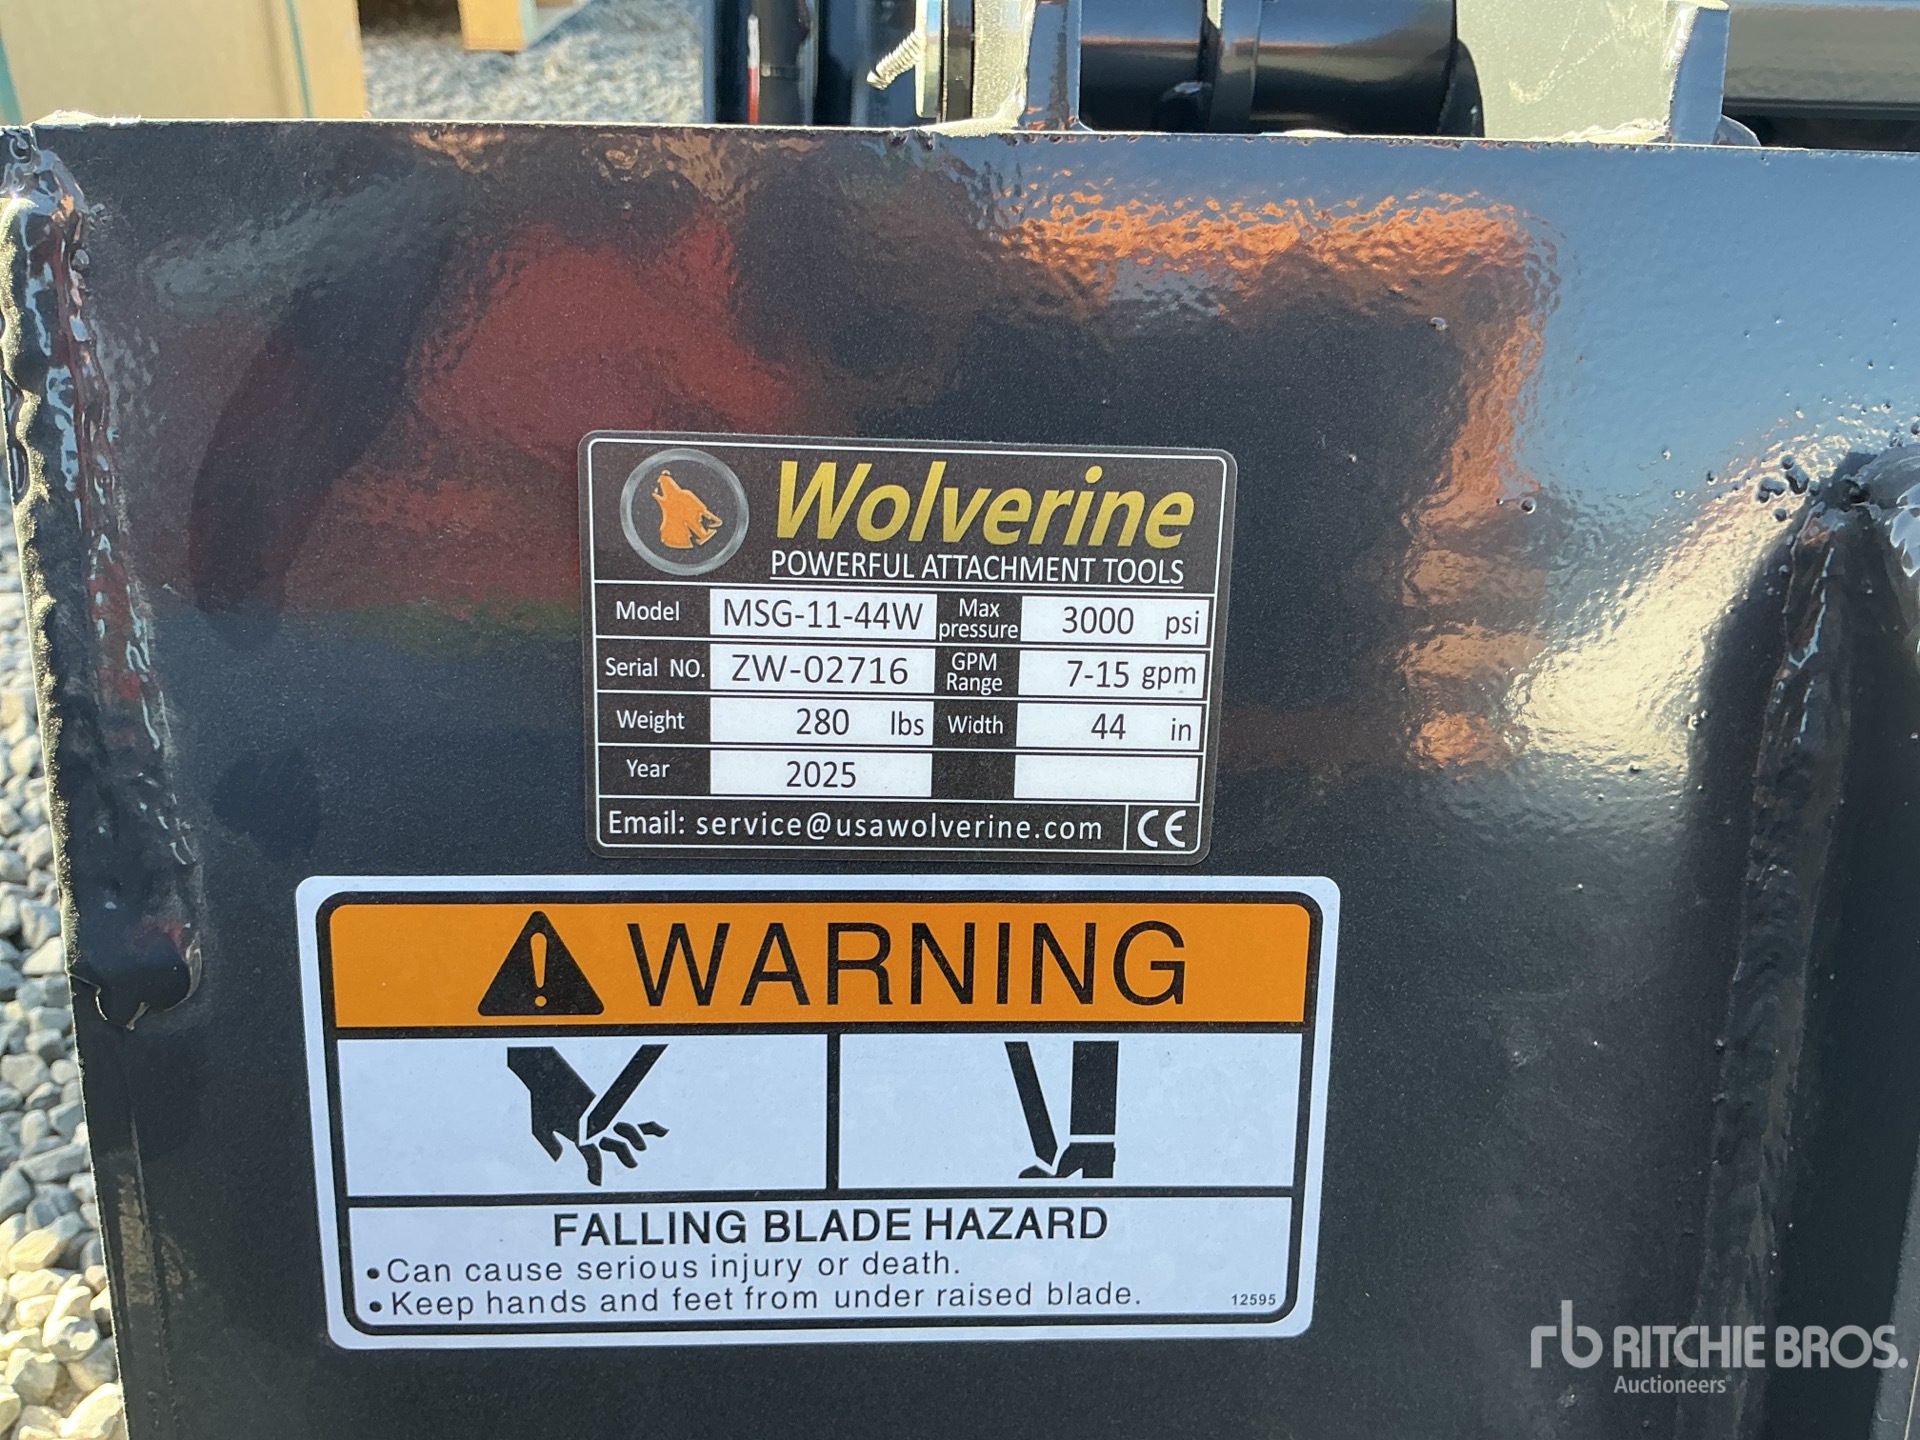 Wolverine
POWERFUL ATTACHMENT TOOLS
Model MSG-11-44W Max pressure 3000 psi
Serial NO. ZW-02716 GPM Range 7-15 gpm
Weight 280 lbs Width 44 in
Year 2025
Email: service@usawolverine.com CE
WARNING
FALLING BLADE HAZARD
• Can cause serious injury or death.
• Keep hands and feet from under raised blade. 12595
rb RITCHIE BROS.
Auctioneers